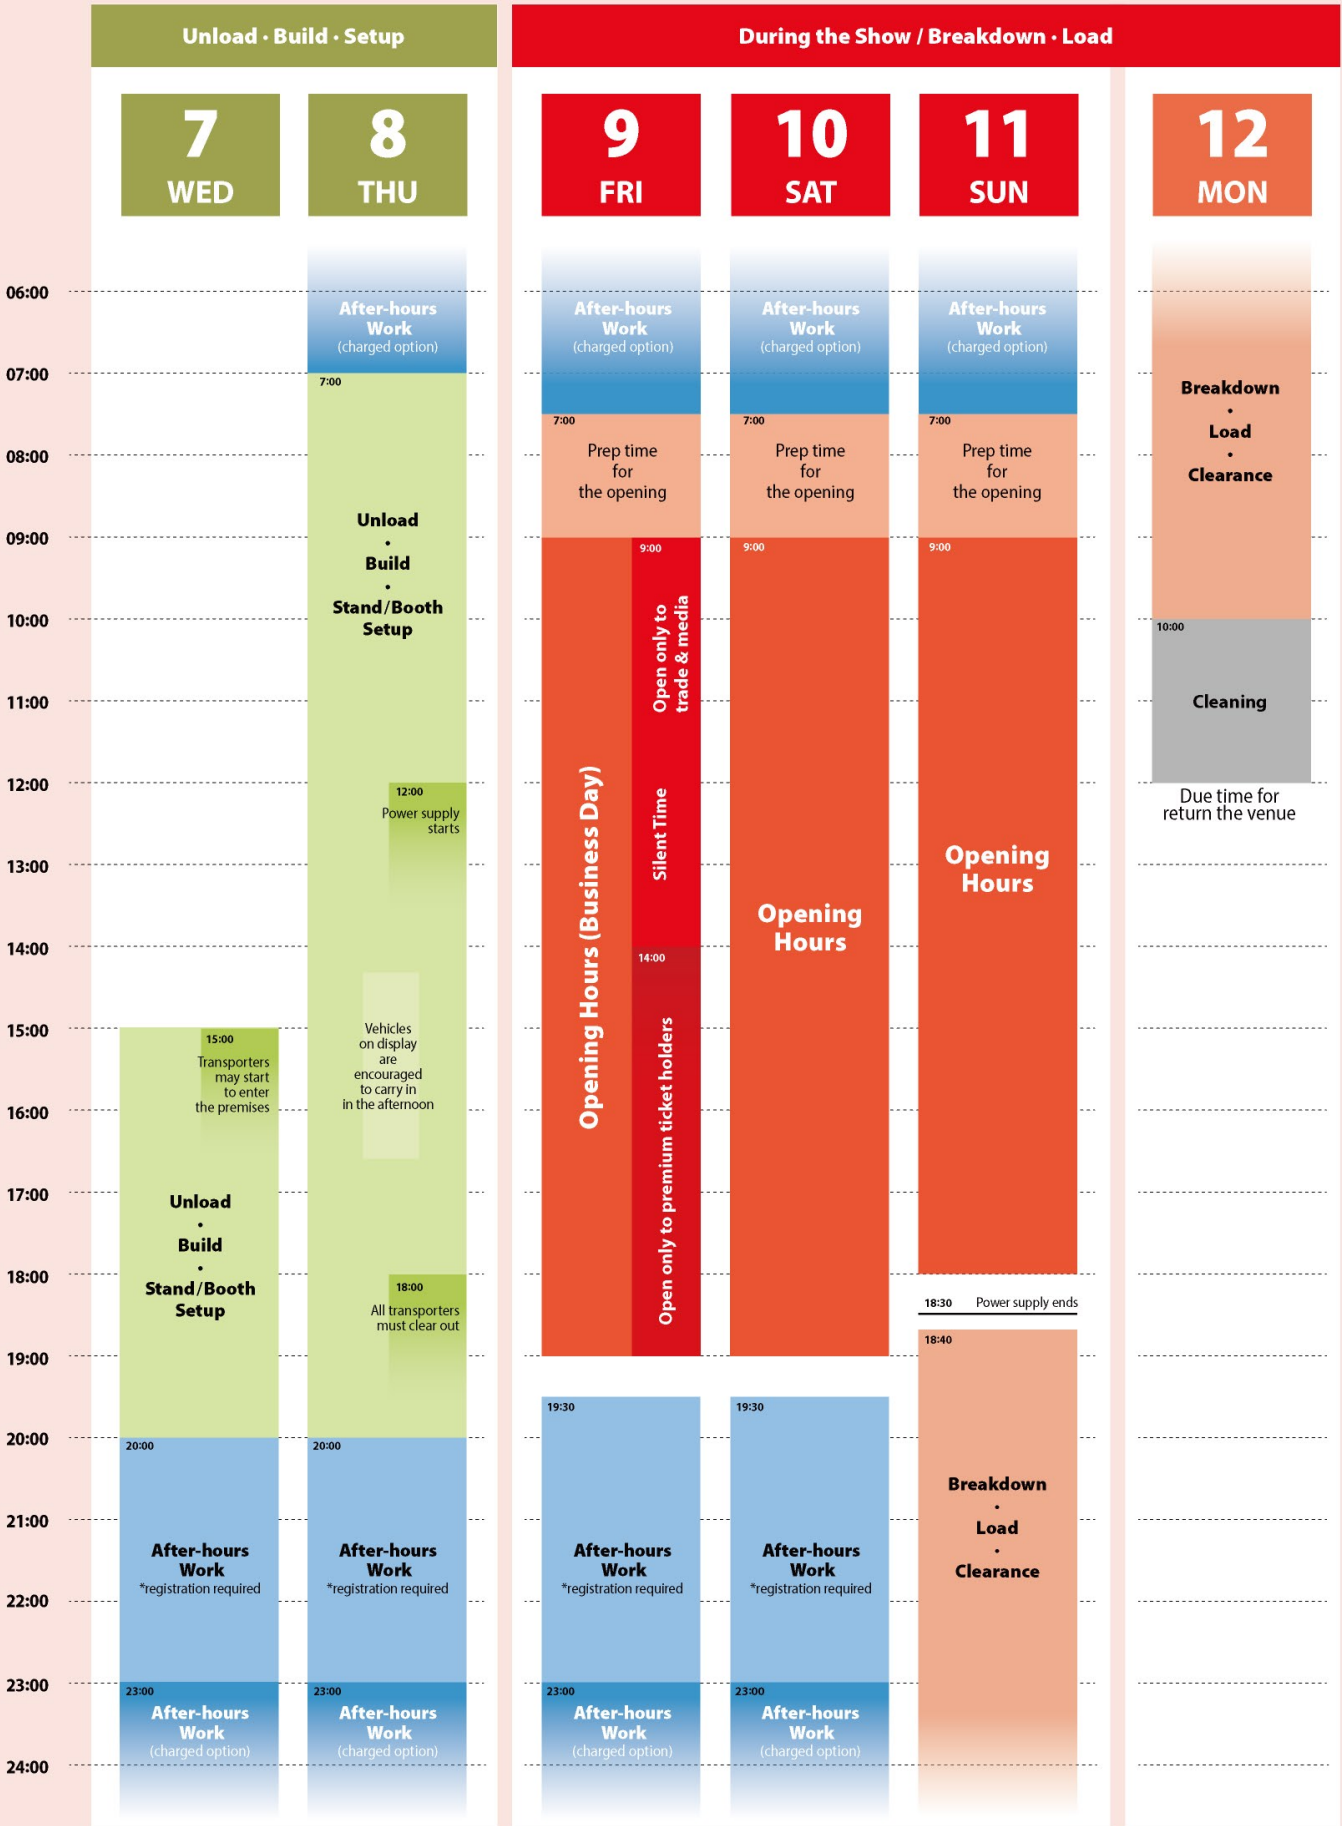 Unload · Build · Setup
During the Show / Breakdown · Load
7
WED
8
THU
9
FRI
10
SAT
11
SUN
12
MON
06:00
07:00
08:00
09:00
10:00
11:00
12:00
13:00
14:00
15:00
16:00
17:00
18:00
19:00
20:00
21:00
22:00
23:00
24:00
15:00
Transporters
may start
to enter
the premises
Unload
·
Build
·
Stand/Booth
Setup
20:00
After-hours
Work
*registration required
23:00
After-hours
Work
(charged option)
After-hours
Work
(charged option)
7:00
Unload
·
Build
·
Stand/Booth
Setup
12:00
Power supply
starts
Vehicles
on display
are
encouraged
to carry in
in the afternoon
18:00
All transporters
must clear out
20:00
After-hours
Work
*registration required
23:00
After-hours
Work
(charged option)
After-hours
Work
(charged option)
7:00
Prep time
for
the opening
Opening Hours (Business Day)
9:00
Open only to
trade & media
Silent Time
14:00
Open only to premium ticket holders
19:30
After-hours
Work
*registration required
23:00
After-hours
Work
(charged option)
After-hours
Work
(charged option)
7:00
Prep time
for
the opening
9:00
Opening
Hours
19:30
After-hours
Work
*registration required
23:00
After-hours
Work
(charged option)
After-hours
Work
(charged option)
7:00
Prep time
for
the opening
9:00
Opening
Hours
18:30 Power supply ends
18:40
Breakdown
·
Load
·
Clearance
Breakdown
·
Load
·
Clearance
10:00
Cleaning
Due time for
return the venue